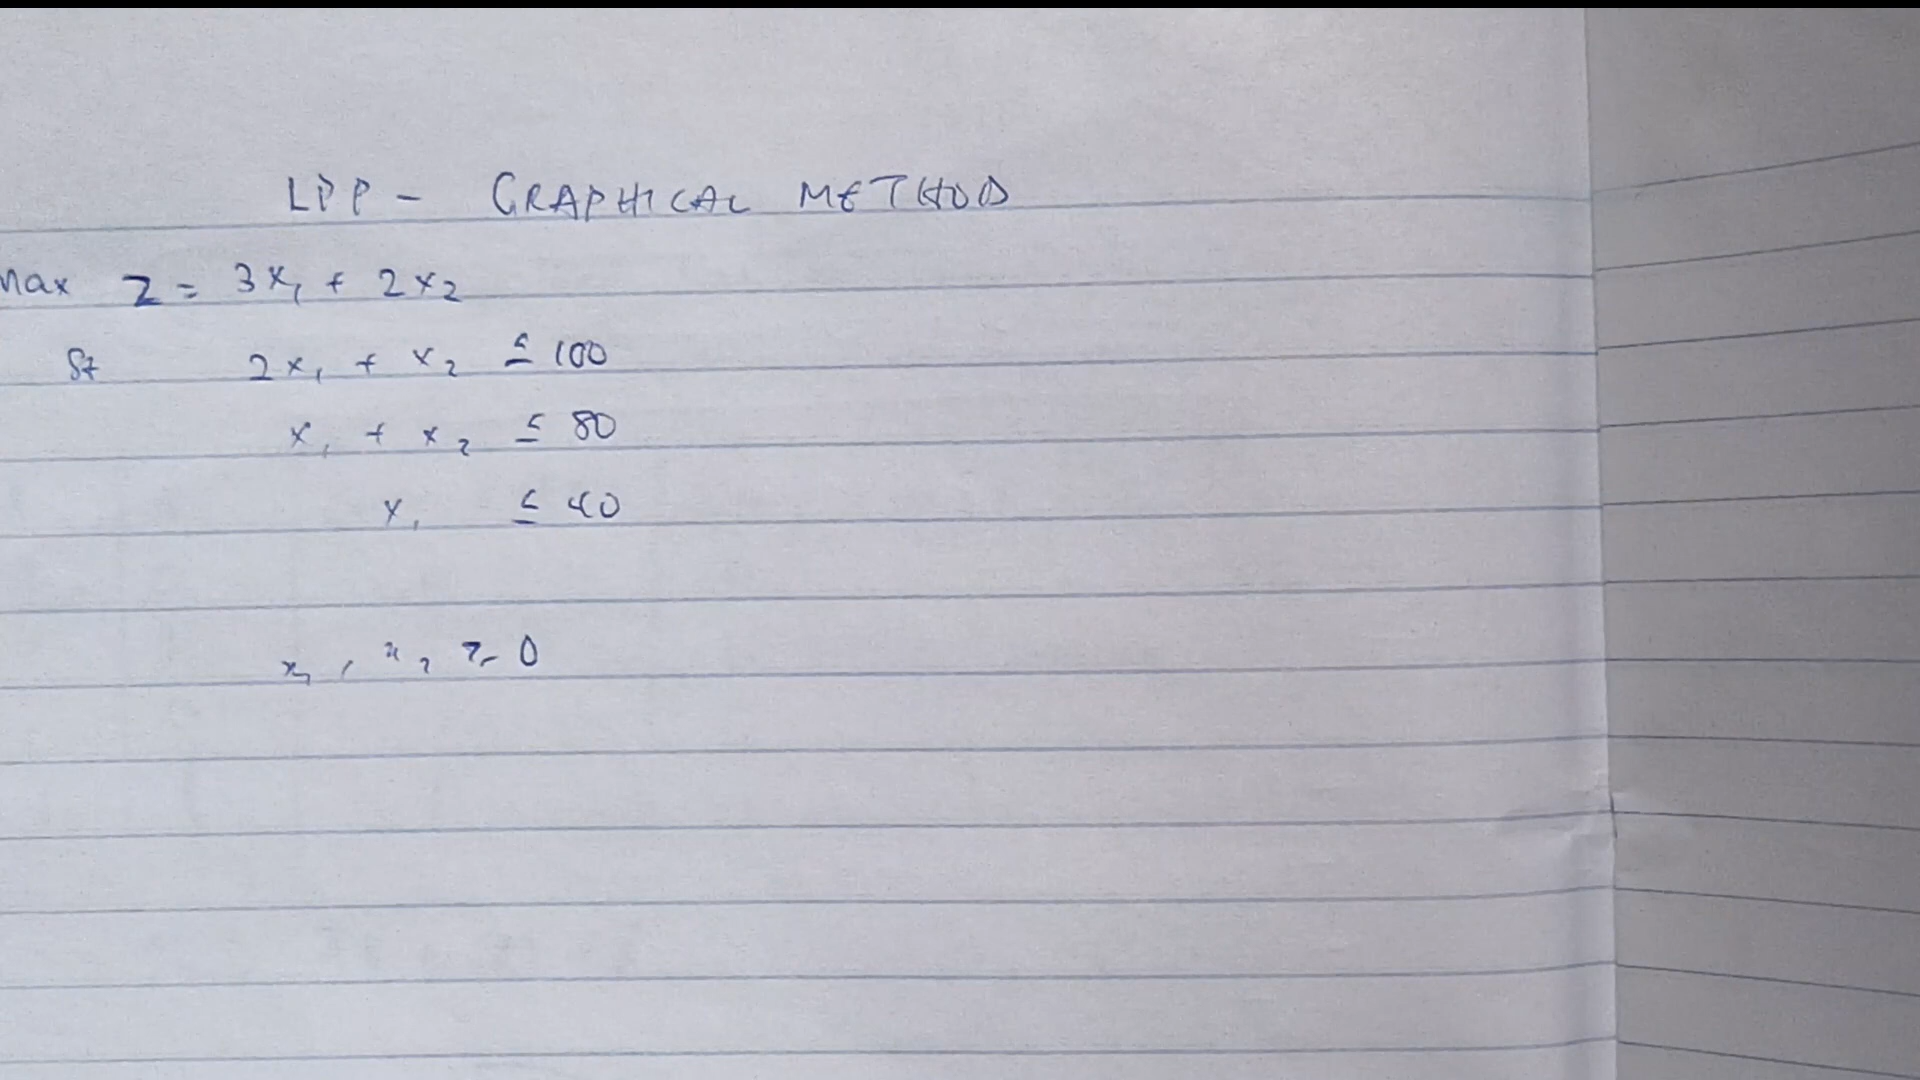 LPP - GRAPHICAL METHOD
Max Z = 3x₁ + 2x₂
St 2x₁ + x₂ ≤ 100
x₁ + x₂ ≤ 80
x₁ ≤ 40
x₁, x₂ ≥ 0